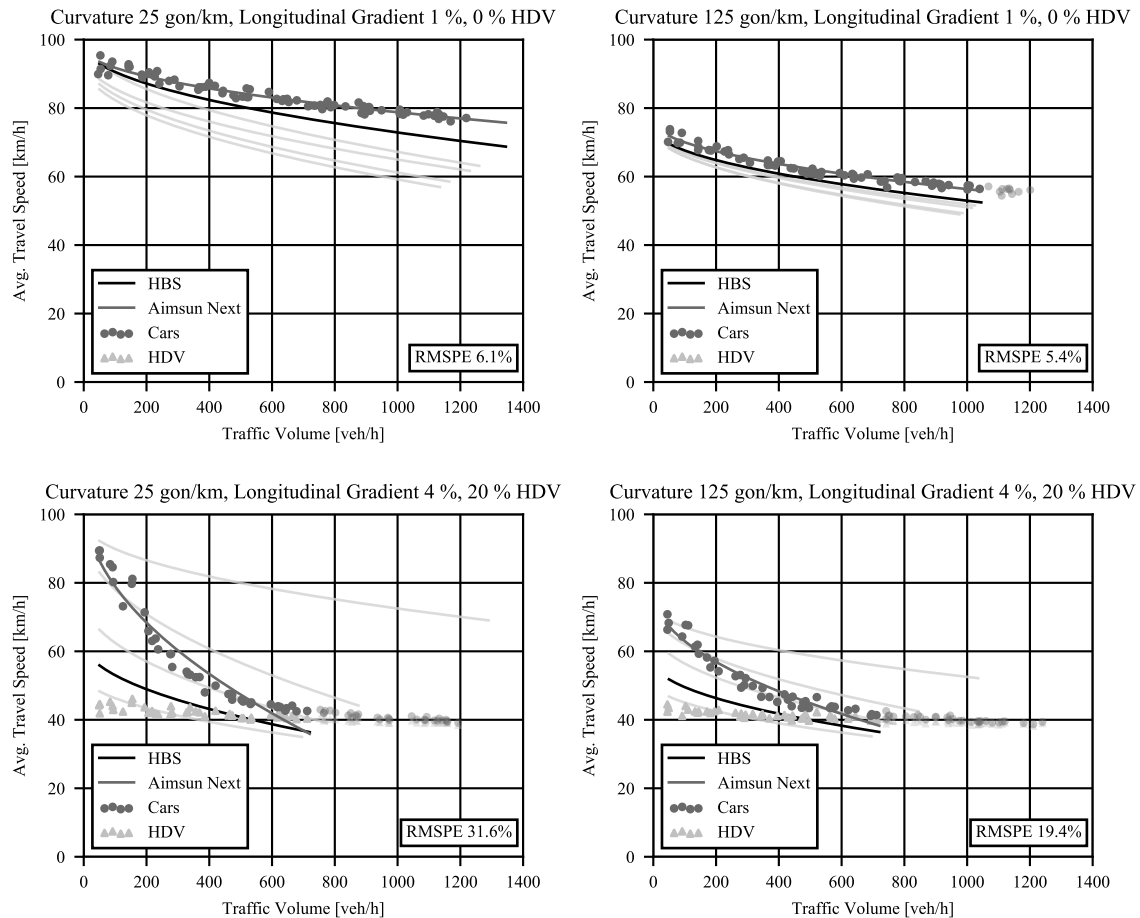 Curvature 25 gon/km, Longitudinal Gradient 1 %, 0 % HDV
100
80
60
40
20
0
Avg. Travel Speed [km/h]
HBS
Aimsun Next
Cars
HDV
RMSPE 6.1%
0 200 400 600 800 1000 1200 1400
Traffic Volume [veh/h]
Curvature 125 gon/km, Longitudinal Gradient 1 %, 0 % HDV
100
80
60
40
20
0
Avg. Travel Speed [km/h]
HBS
Aimsun Next
Cars
HDV
RMSPE 5.4%
0 200 400 600 800 1000 1200 1400
Traffic Volume [veh/h]
Curvature 25 gon/km, Longitudinal Gradient 4 %, 20 % HDV
100
80
60
40
20
0
Avg. Travel Speed [km/h]
HBS
Aimsun Next
Cars
HDV
RMSPE 31.6%
0 200 400 600 800 1000 1200 1400
Traffic Volume [veh/h]
Curvature 125 gon/km, Longitudinal Gradient 4 %, 20 % HDV
100
80
60
40
20
0
Avg. Travel Speed [km/h]
HBS
Aimsun Next
Cars
HDV
RMSPE 19.4%
0 200 400 600 800 1000 1200 1400
Traffic Volume [veh/h]